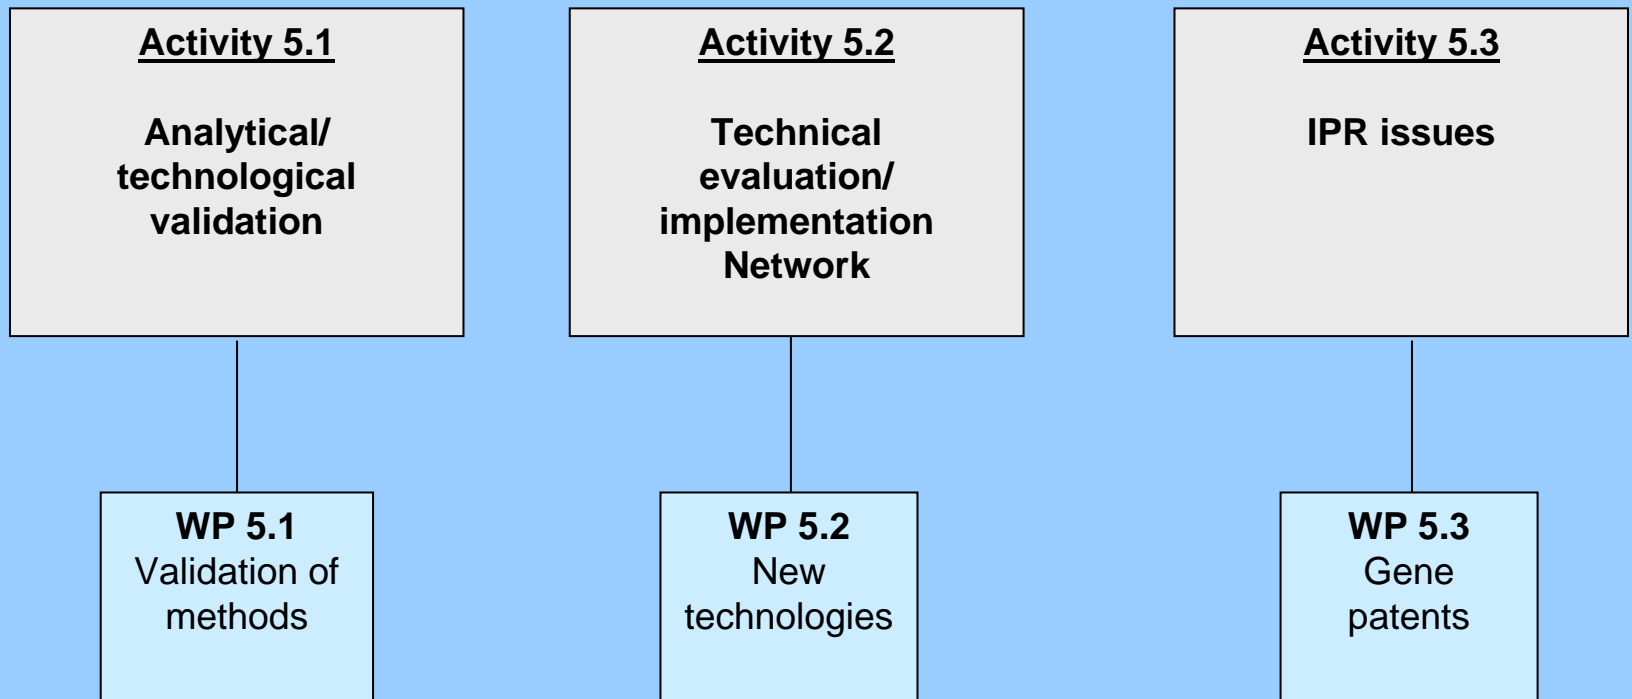 Activity 5.1
Analytical/
technological
validation
Activity 5.2
Technical
evaluation/
implementation
Network
Activity 5.3
IPR issues
WP 5.1
Validation of
methods
WP 5.2
New
technologies
WP 5.3
Gene
patents